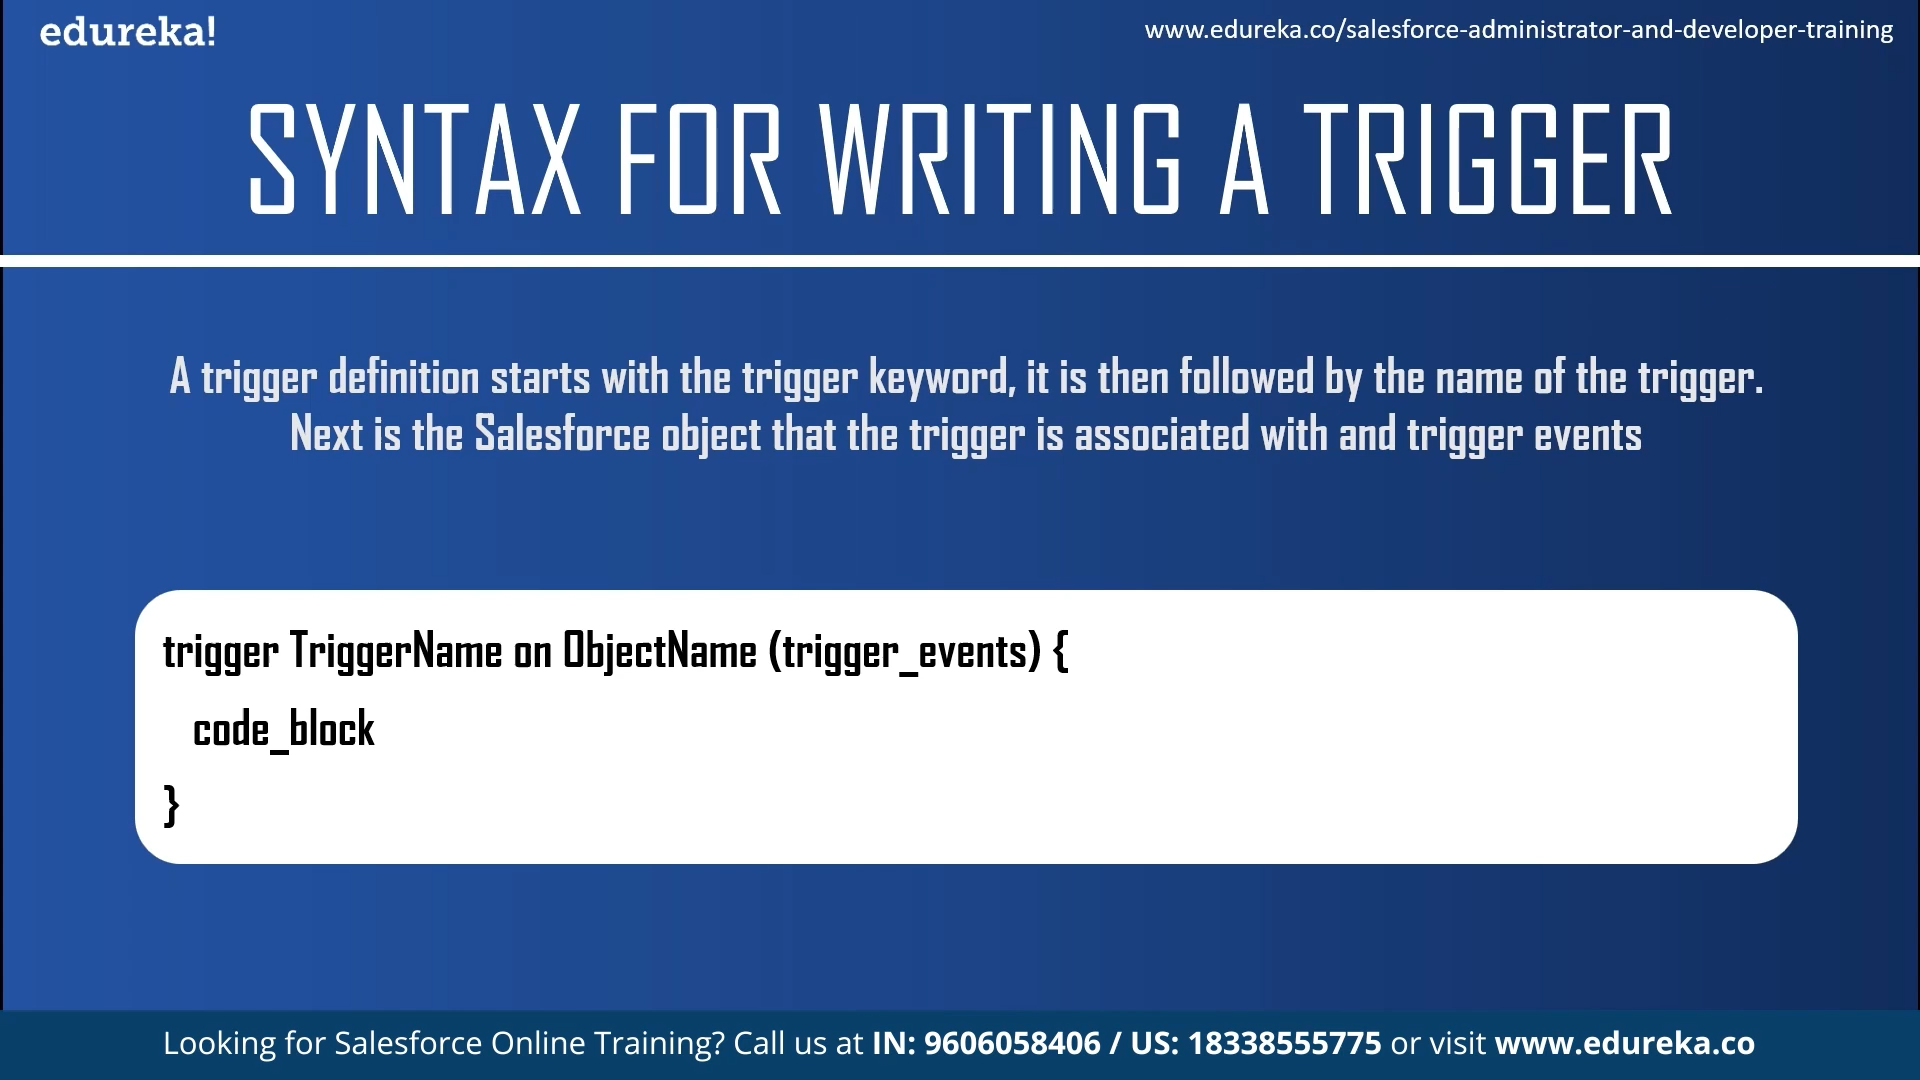 edureka!
www.edureka.co/salesforce-administrator-and-developer-training
SYNTAX FOR WRITING A TRIGGER
A trigger definition starts with the trigger keyword, it is then followed by the name of the trigger.
Next is the Salesforce object that the trigger is associated with and trigger events
trigger TriggerName on ObjectName (trigger_events) {
code_block
}
Looking for Salesforce Online Training? Call us at IN: 9606058406 / US: 18338555775 or visit www.edureka.co